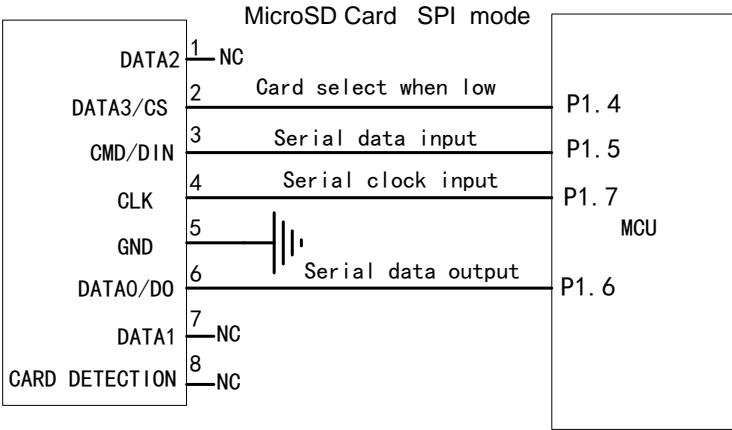 MicroSD Card SPI mode
DATA2 1 NC
DATA3/CS 2 Card select when low P1.4
CMD/DIN 3 Serial data input P1.5
CLK 4 Serial clock input P1.7
GND 5 MCU
DATA0/DO 6 Serial data output P1.6
DATA1 7 NC
CARD DETECTION 8 NC